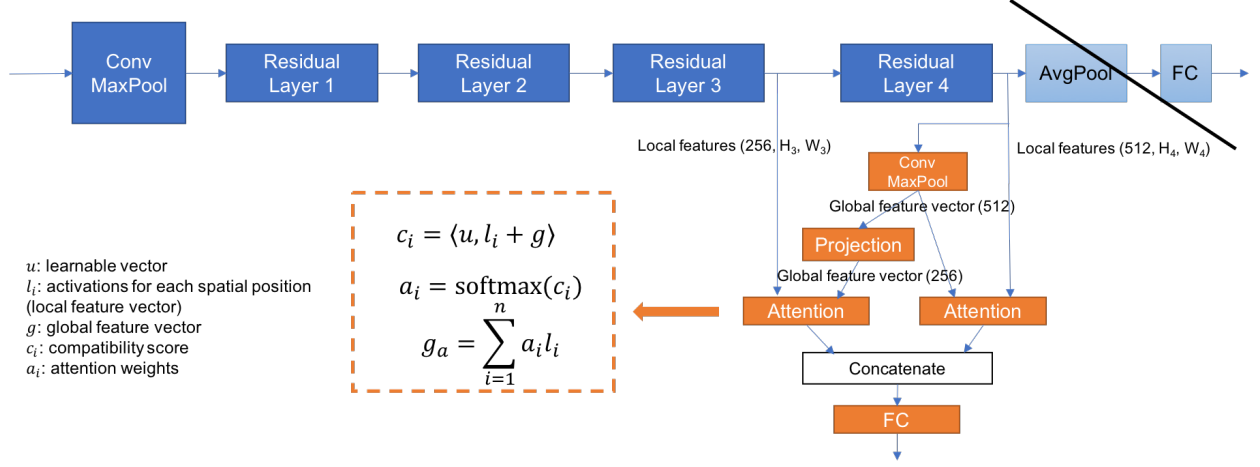 Conv
MaxPool
Residual
Layer 1
Residual
Layer 2
Residual
Layer 3
Residual
Layer 4
AvgPool
FC
Local features (256, H₃, W₃)
Local features (512, H₄, W₄)
Conv
MaxPool
Global feature vector (512)
Projection
Global feature vector (256)
Attention
Attention
Concatenate
FC
cᵢ = ⟨u, lᵢ + g⟩
aᵢ = softmax(cᵢ)
gₐ = ∑ⁿᵢ₌₁ aᵢlᵢ
u: learnable vector
lᵢ: activations for each spatial position
(local feature vector)
g: global feature vector
cᵢ: compatibility score
aᵢ: attention weights